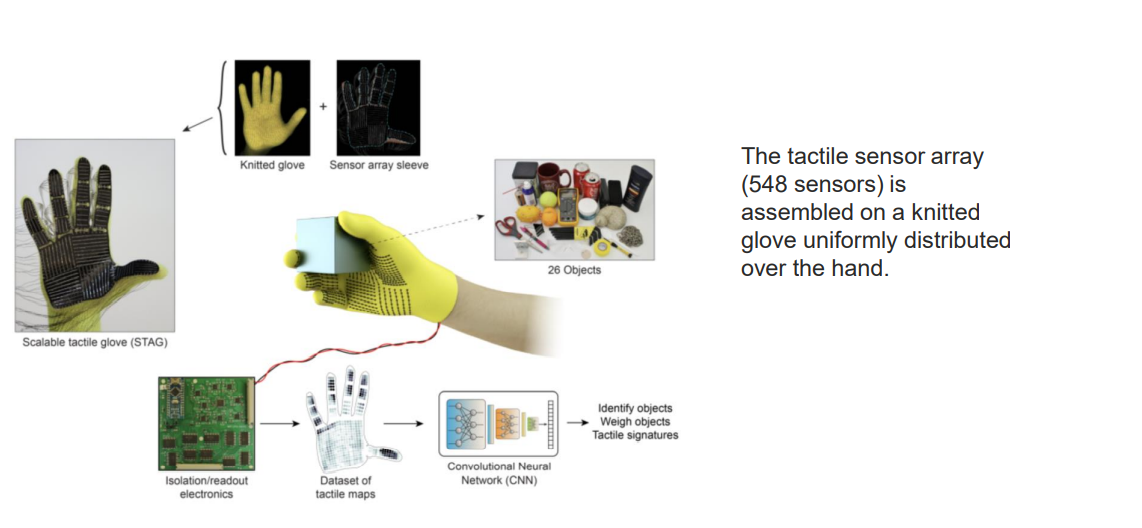 Knitted glove
+
Sensor array sleeve
Scalable tactile glove (STAG)
26 Objects
The tactile sensor array
(548 sensors) is
assembled on a knitted
glove uniformly distributed
over the hand.
Isolation/readout
electronics
Dataset of
tactile maps
Convolutional Neural
Network (CNN)
Identify objects
Weigh objects
Tactile signatures